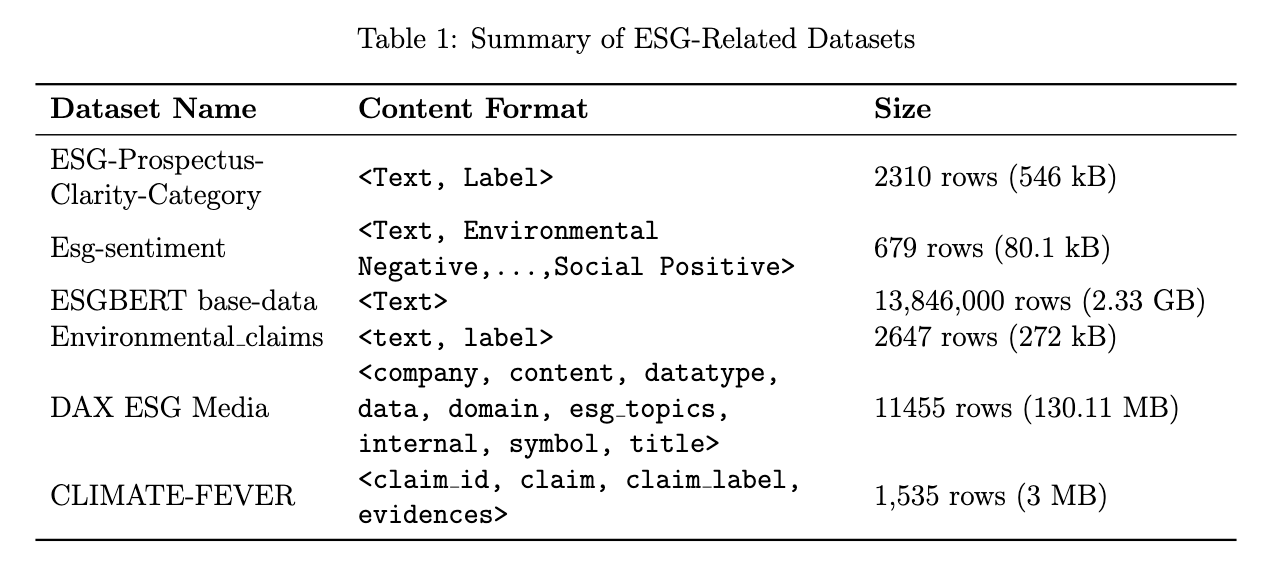 Table 1: Summary of ESG-Related Datasets
Dataset Name Content Format Size
ESG-Prospectus-
Clarity-Category
<Text, Label>
2310 rows (546 kB)
Esg-sentiment
<Text, Environmental
Negative,...,Social Positive>
679 rows (80.1 kB)
ESGBERT base-data <Text> 13,846,000 rows (2.33 GB)
Environmental_claims <text, label> 2647 rows (272 kB)
DAX ESG Media
<company, content, datatype,
data, domain, esg_topics,
internal, symbol, title>
11455 rows (130.11 MB)
CLIMATE-FEVER
<claim_id, claim, claim_label,
evidences>
1,535 rows (3 MB)